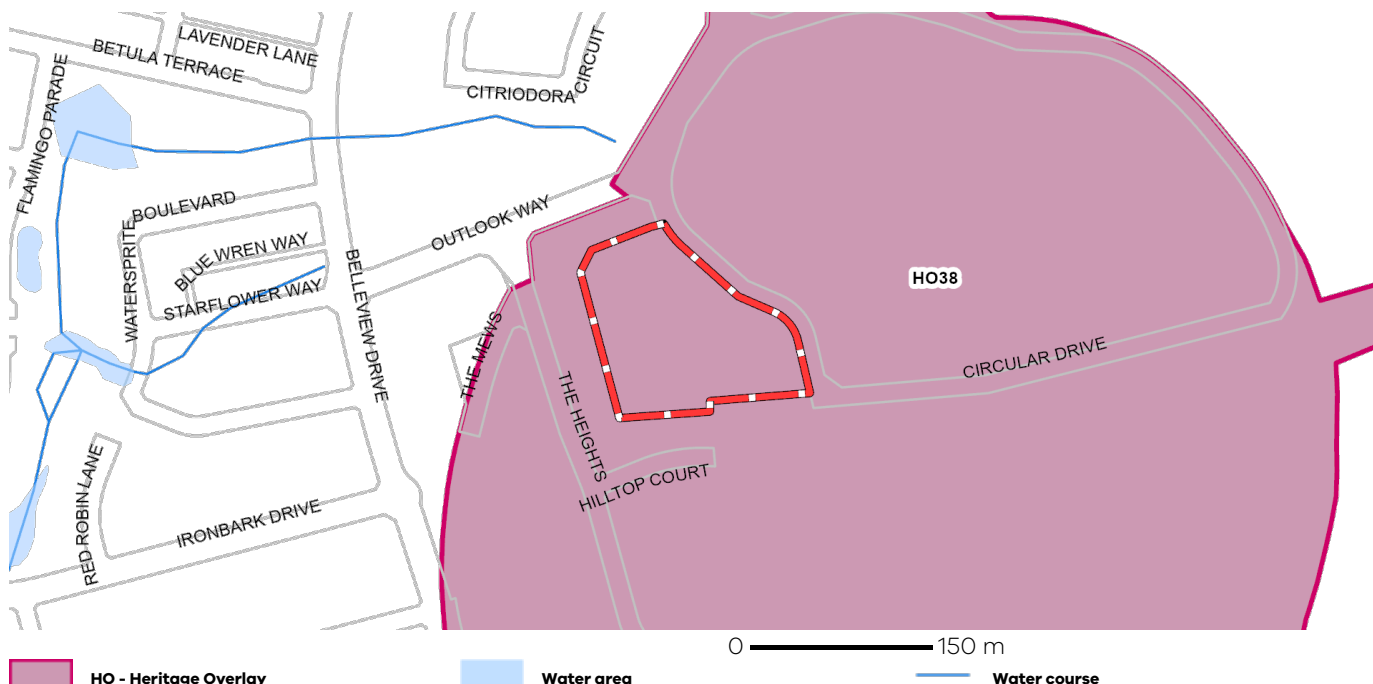 LAVENDER LANE
BETULA TERRACE
FLAMINGO PARADE
CITRIODORA CIRCUIT
BOULEVARD
WATERSPRITE
OUTLOOK WAY
BLUE WREN WAY
STARFLOWER WAY
BELLEVIEW DRIVE
HO38
THE MEWS
CIRCULAR DRIVE
THE HEIGHTS
HILLTOP COURT
RED ROBIN LANE
IRONBARK DRIVE
0 150 m
HO - Heritage Overlay Water area Water course